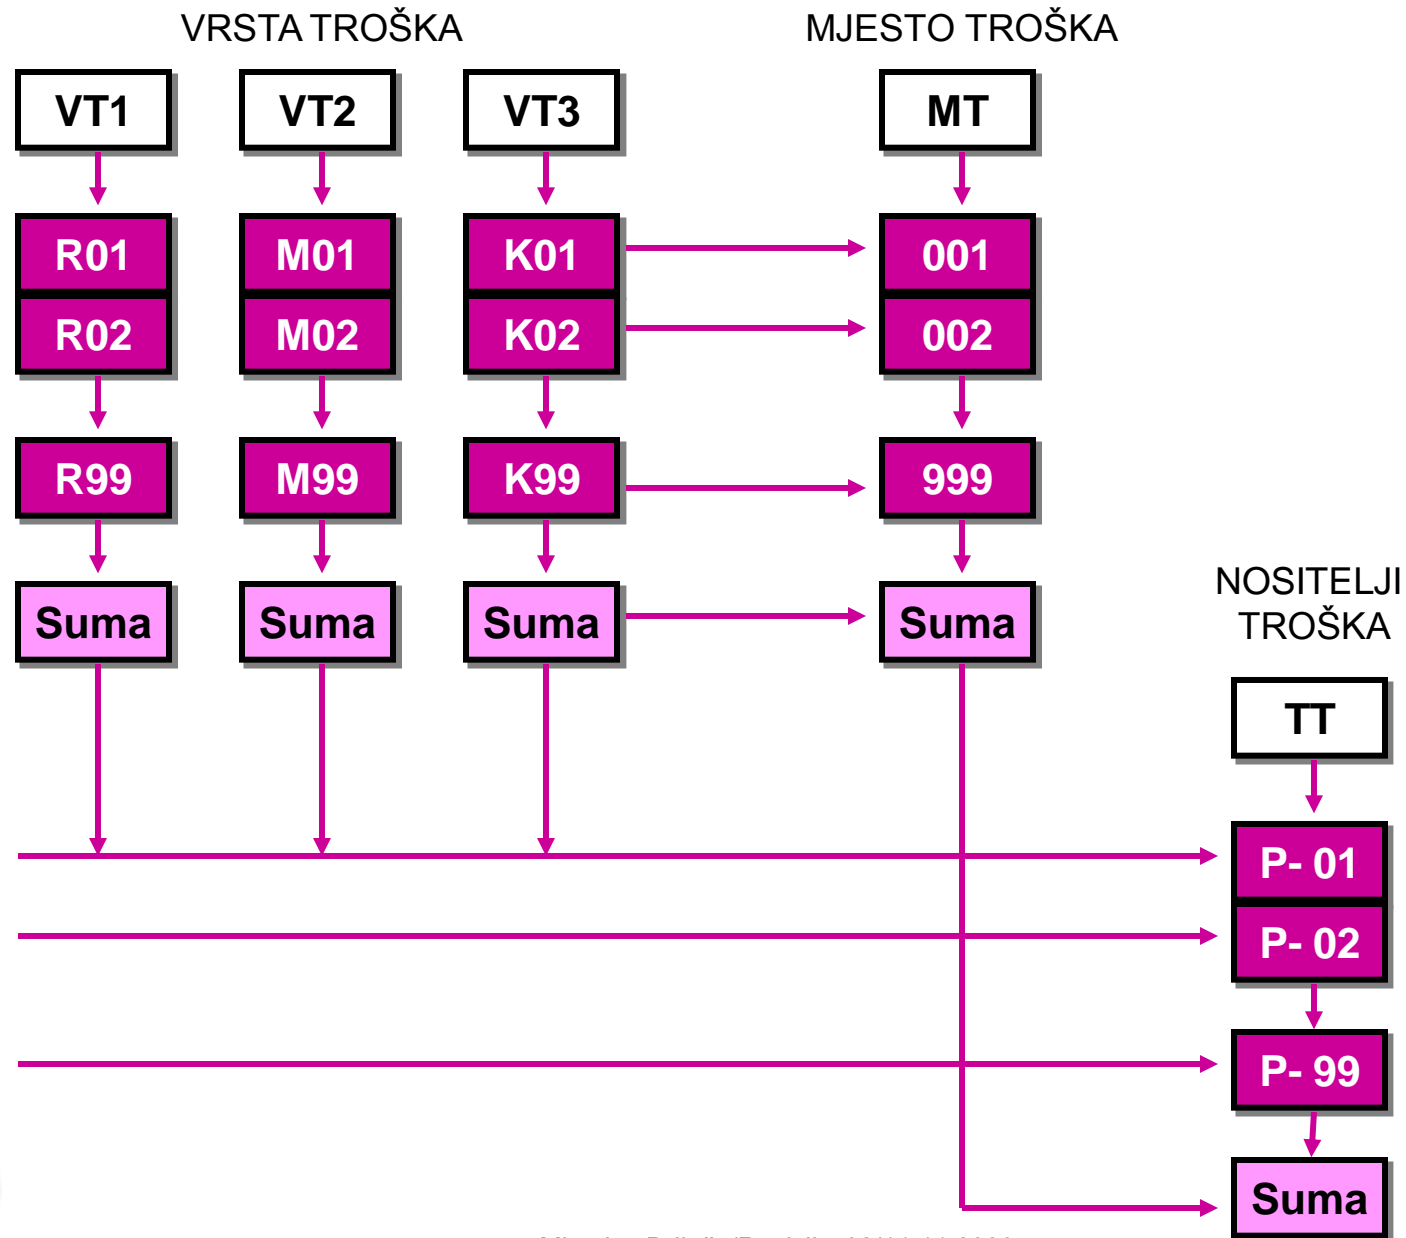 VRSTA TROŠKA
MJESTO TROŠKA
VT1
VT2
VT3
MT
R01
M01
K01
001
R02
M02
K02
002
R99
M99
K99
999
Suma
Suma
Suma
Suma
NOSITELJI
TROŠKA
TT
P- 01
P- 02
P- 99
Suma